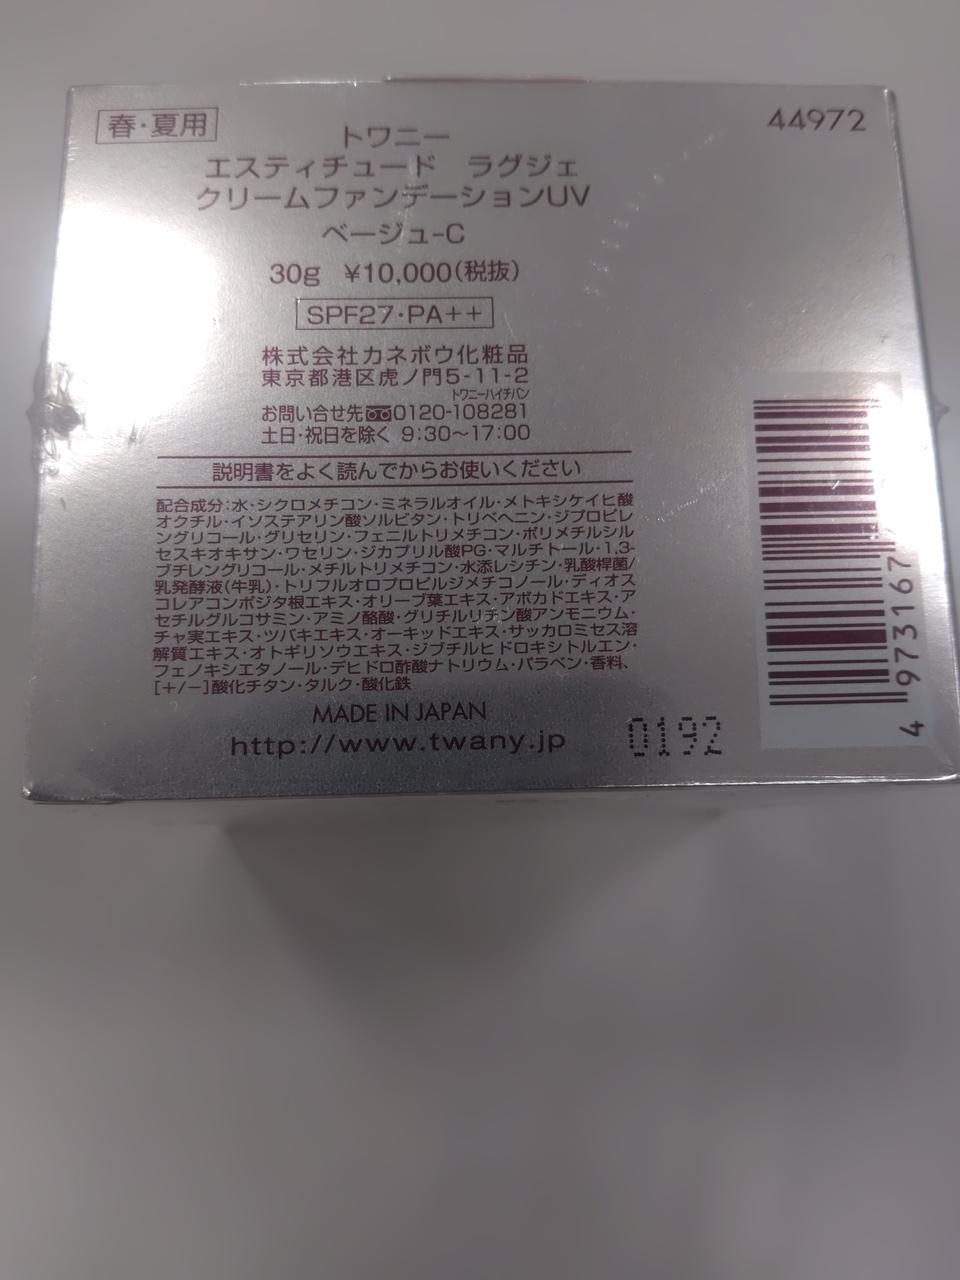 春・夏用
44972
トワニー
エスティチュード ラグジェ
クリームファンデーションUV
ベージュ-C
30g ¥10,000(税抜)
SPF27・PA++
株式会社カネボウ化粧品
東京都港区虎ノ門5-11-2
トワニーハイチバン
お問い合せ先 0120-108281
土日・祝日を除く 9:30〜17:00
説明書をよく読んでからお使いください
配合成分:水・シクロメチコン・ミネラルオイル・メトキシケイヒ酸
オクチル・イソステアリン酸ソルビタン・トリベヘニン・ジプロピレ
ングリコール・グリセリン・フェニルトリメチコン・ポリメチルシル
セスキオキサン・ワセリン・ジカプリル酸PG・マルチトール・1,3-
ブチレングリコール・メチルトリメチコン・水添レシチン・乳酸桿菌/
乳発酵液(牛乳)・トリフルオロプロピルジメチコノール・ディオス
コレアコンポジタ根エキス・オリーブ葉エキス・アボカドエキス・ア
セチルグルコサミン・アミノ酪酸・グリチルリチン酸アンモニウム・
チャ実エキス・ツバキエキス・オーキッドエキス・サッカロミセス溶
解質エキス・オトギリソウエキス・ジブチルヒドロキシトルエン・
フェノキシエタノール・デヒドロ酢酸ナトリウム・パラベン・香料、
[+/−]酸化チタン・タルク・酸化鉄
MADE IN JAPAN
http://www.twany.jp
0192
4 973167